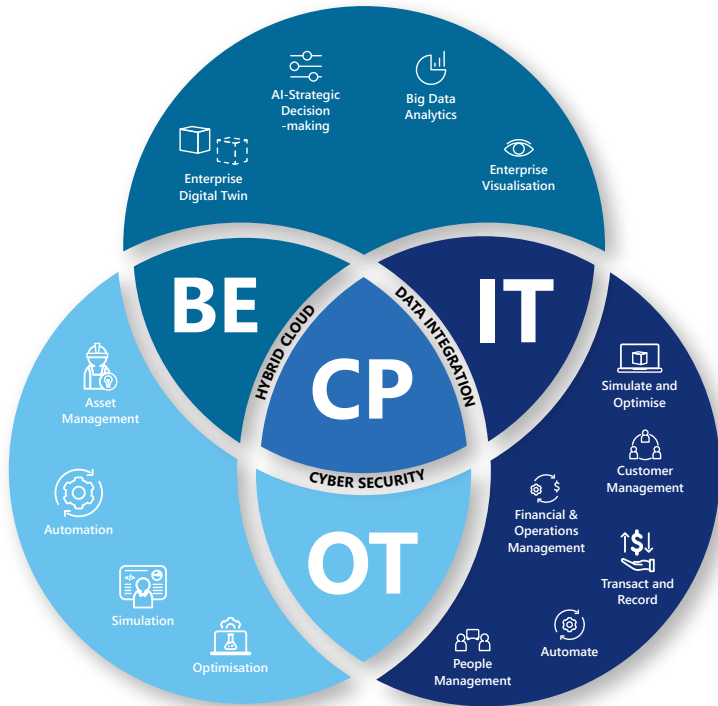 AI-Strategic
Decision
-making
Big Data
Analytics
Enterprise
Digital Twin
Enterprise
Visualisation
BE
IT
HYBRID CLOUD
DATA INTEGRATION
CP
CYBER SECURITY
OT
Asset
Management
Automation
Simulation
Optimisation
Simulate and
Optimise
Customer
Management
Financial &
Operations
Management
$
$
Transact and
Record
Automate
People
Management